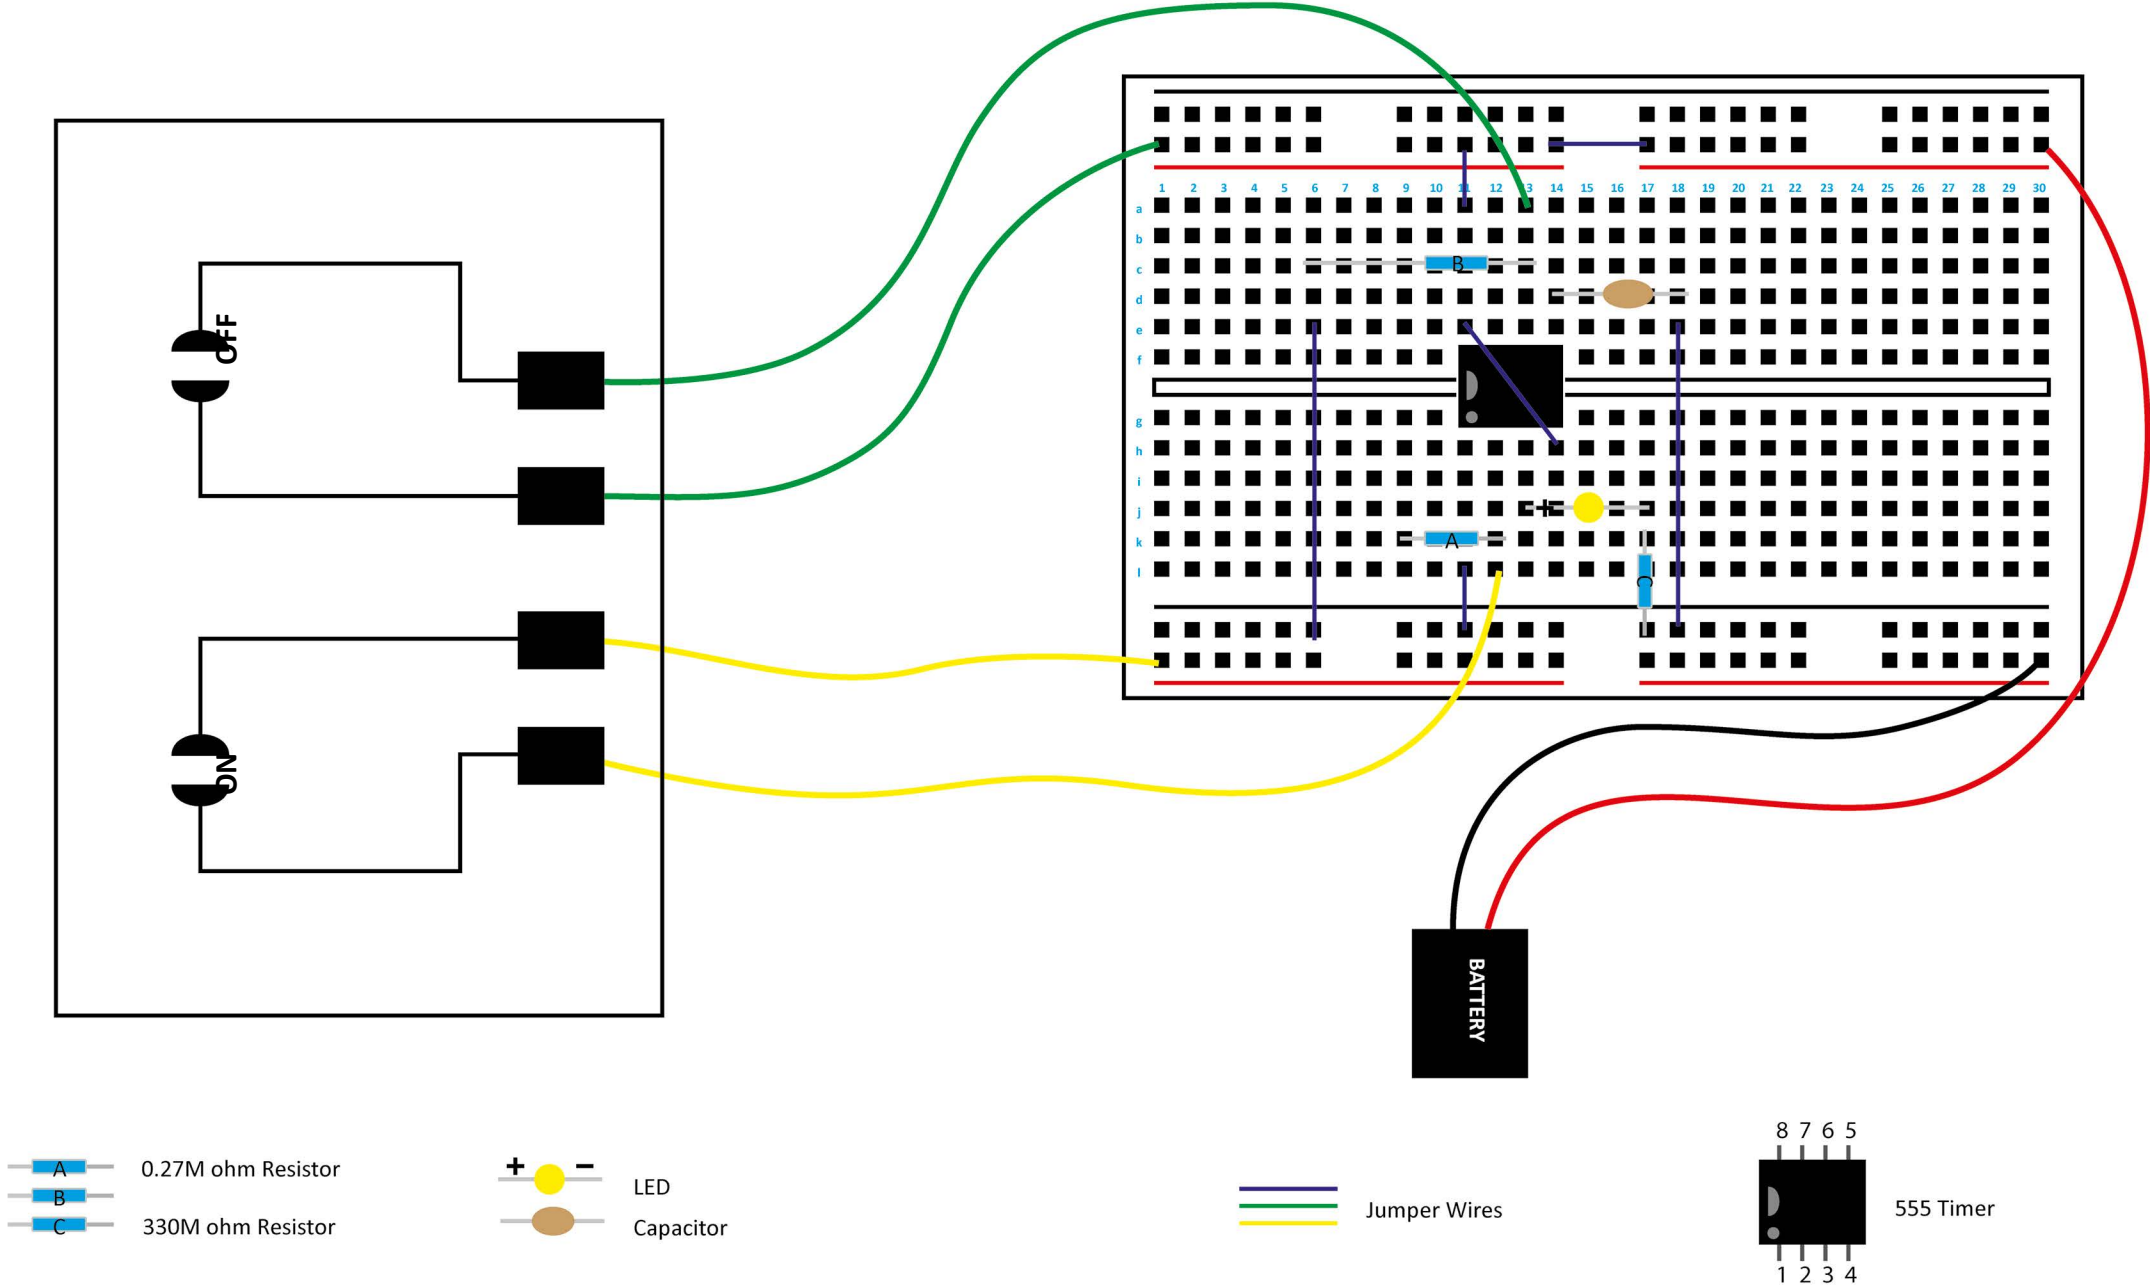 1 2 3 4 5 6 7 8 9 10 11 12 13 14 15 16 17 18 19 20 21 22 23 24 25 26 27 28 29 30
a
b
c
B
d
e
f
OFF
g
h
i
j
+
k
A
l
C
ON
BATTERY
A 0.27M ohm Resistor
B
C 330M ohm Resistor
+ −
LED
Capacitor
Jumper Wires
8 7 6 5
555 Timer
1 2 3 4